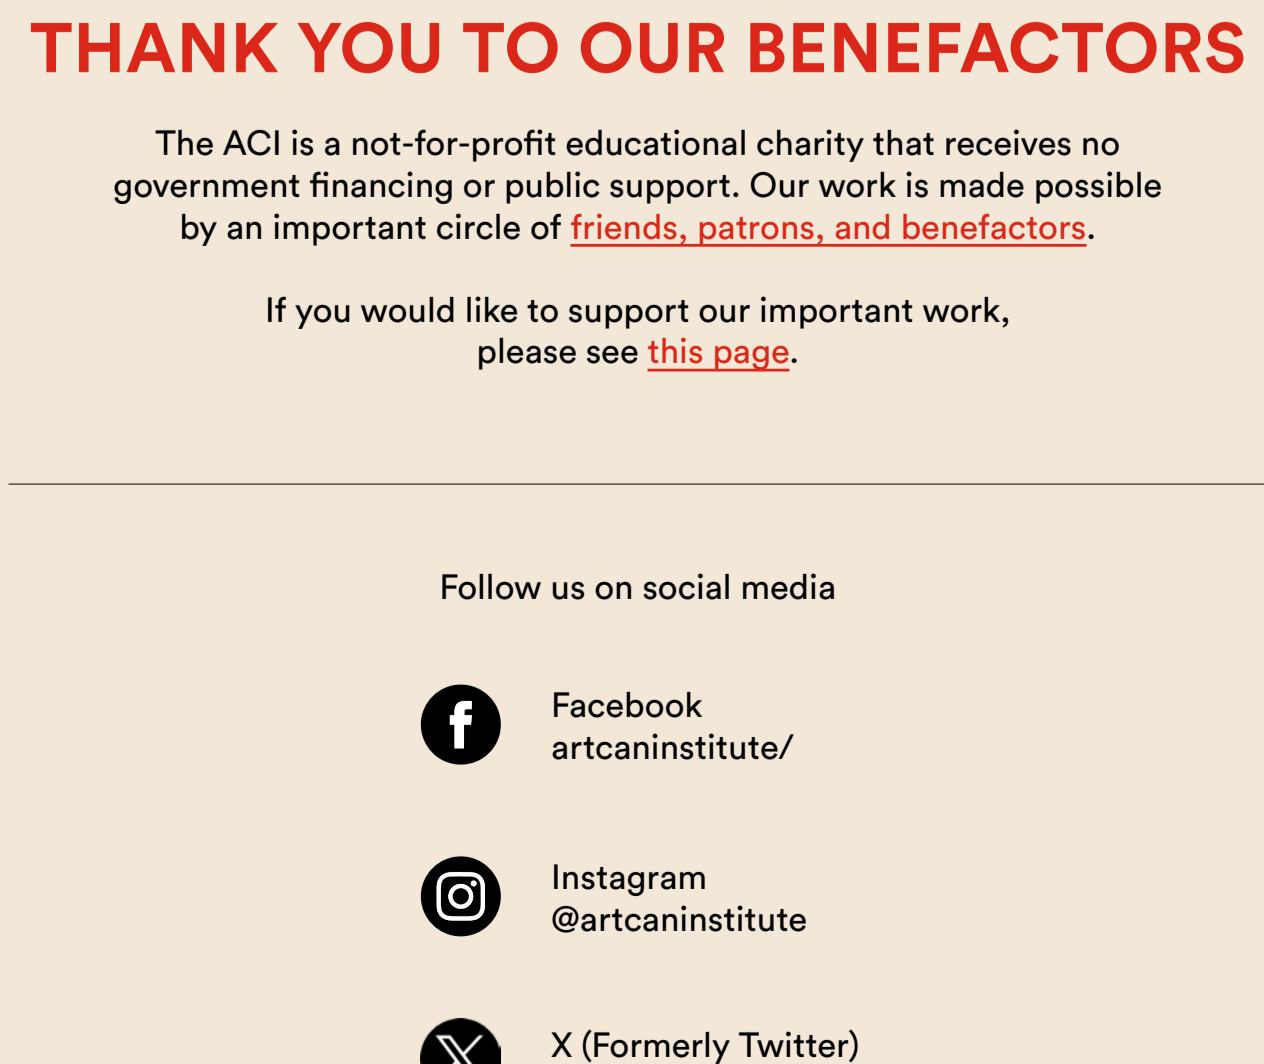 THANK YOU TO OUR BENEFACTORS
The ACI is a not-for-profit educational charity that receives no
government financing or public support. Our work is made possible
by an important circle of friends, patrons, and benefactors.
If you would like to support our important work,
please see this page.
Follow us on social media
Facebook
artcaninstitute/
Instagram
@artcaninstitute
X (Formerly Twitter)